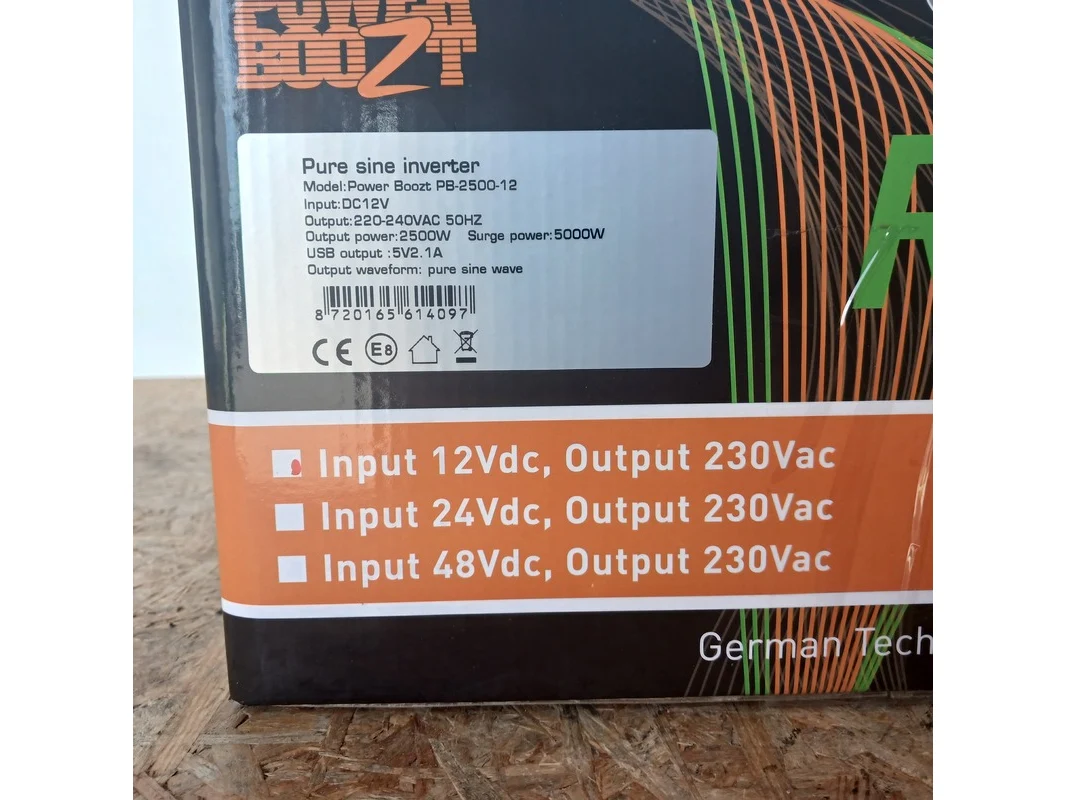 POWER
BOOZT
Pure sine inverter
Model:Power Boozt PB-2500-12
Input:DC12V
Output:220-240VAC 50HZ
Output power:2500W Surge power:5000W
USB output :5V2.1A
Output waveform: pure sine wave
8 720165 614097
CE E8
Input 12Vdc, Output 230Vac
Input 24Vdc, Output 230Vac
Input 48Vdc, Output 230Vac
German Tech